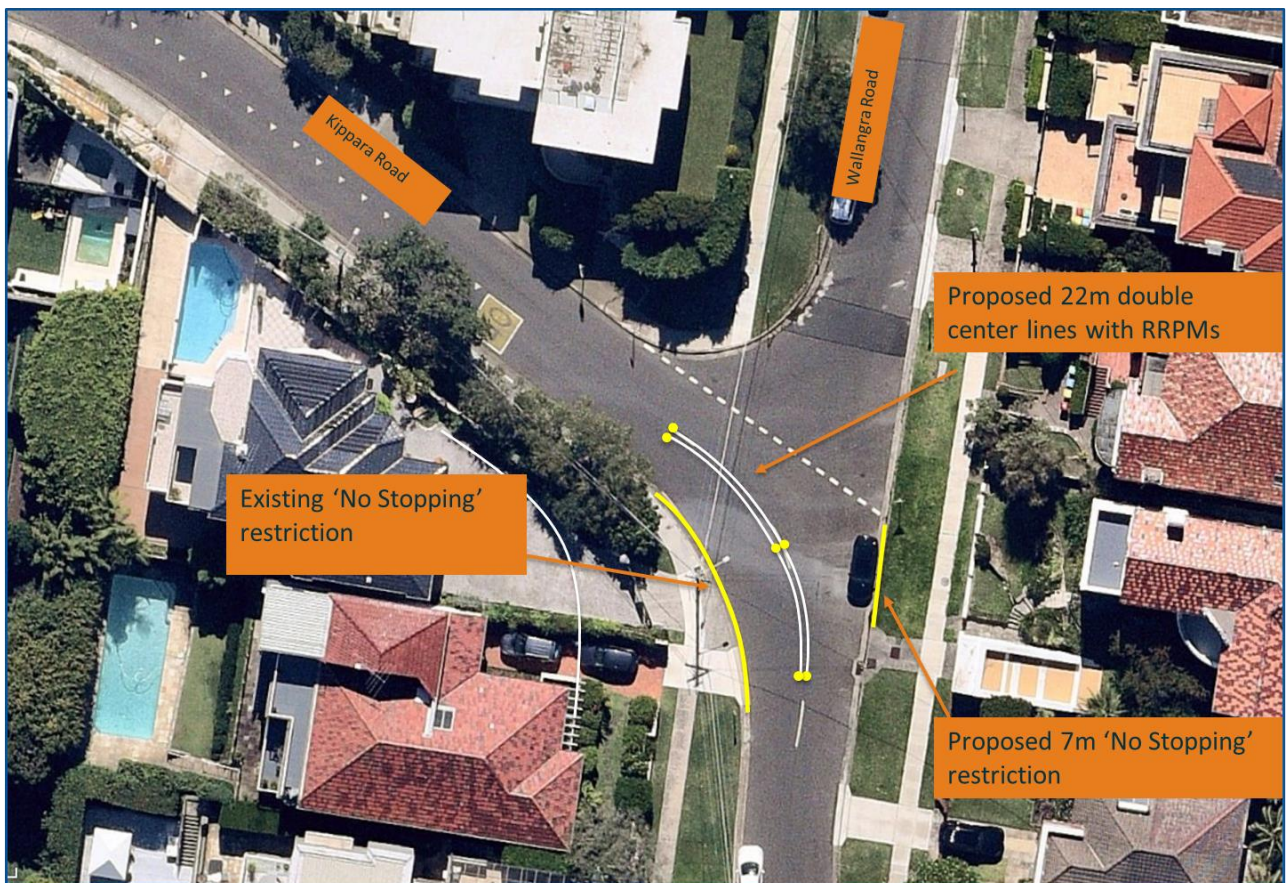 Kippara Road
Wallangra Road
Proposed 22m double
center lines with RRPMs
Existing ‘No Stopping’
restriction
Proposed 7m ‘No Stopping’
restriction